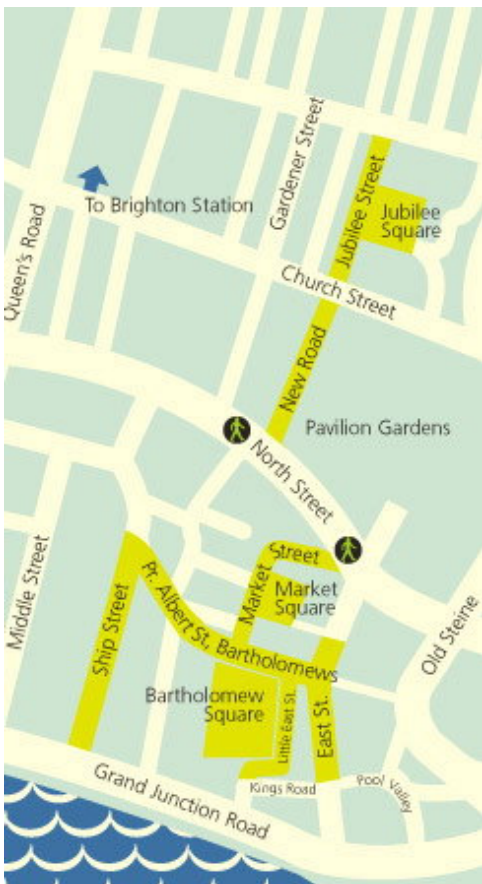 Gardener Street
Jubilee Street
Jubilee
Square
To Brighton Station
Queen's Road
Church Street
New Road
Pavilion Gardens
North Street
Market
Street
Market
Square
Middle Street
Ship Street
Pr. Albert St, Bartholomews
Old Steine
Bartholomew
Square
Little East St.
East St.
Kings Road
Pool Valley
Grand Junction Road